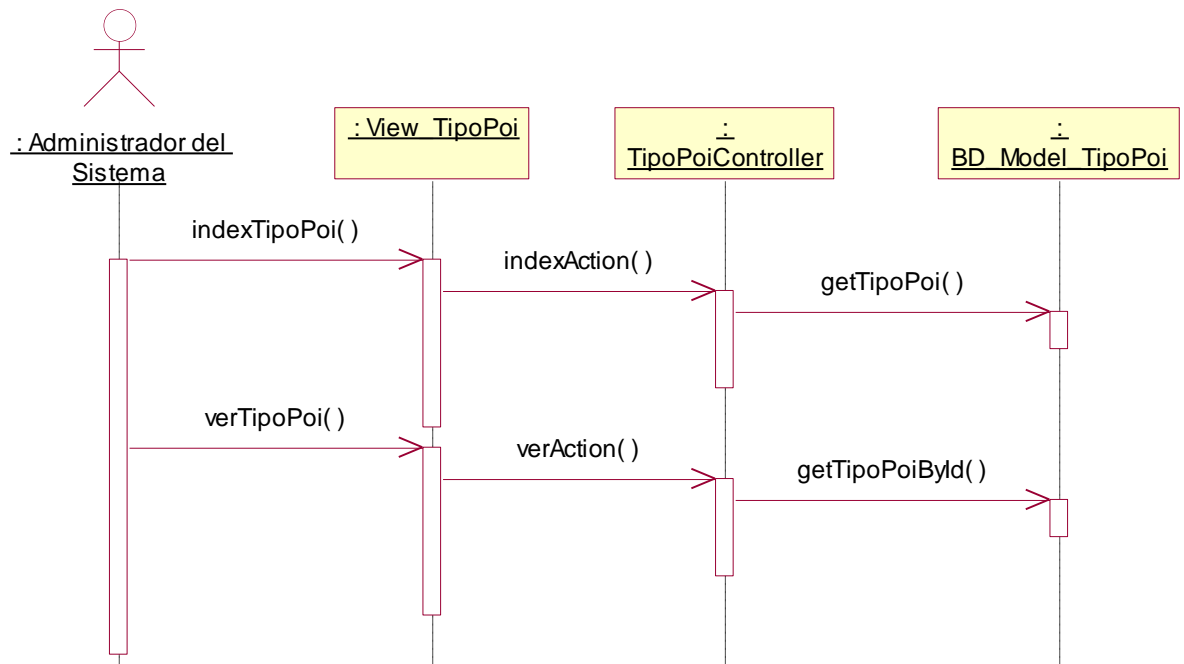 : Administrador del
Sistema
: View_TipoPoi
:
TipoPoiController
:
BD_Model_TipoPoi
indexTipoPoi( )
indexAction( )
getTipoPoi( )
verTipoPoi( )
verAction( )
getTipoPoiById( )